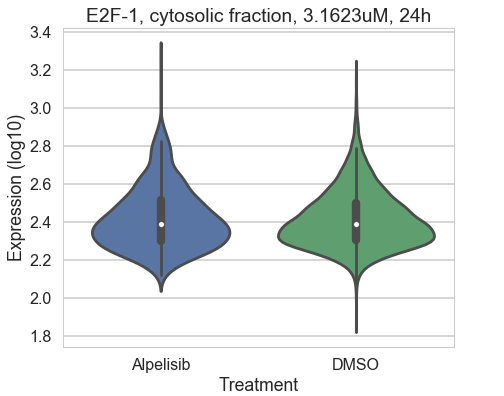 E2F-1, cytosolic fraction, 3.1623uM, 24h
3.4
3.2
3.0
2.8
2.6
2.4
2.2
2.0
1.8
Expression (log10)
Alpelisib
DMSO
Treatment